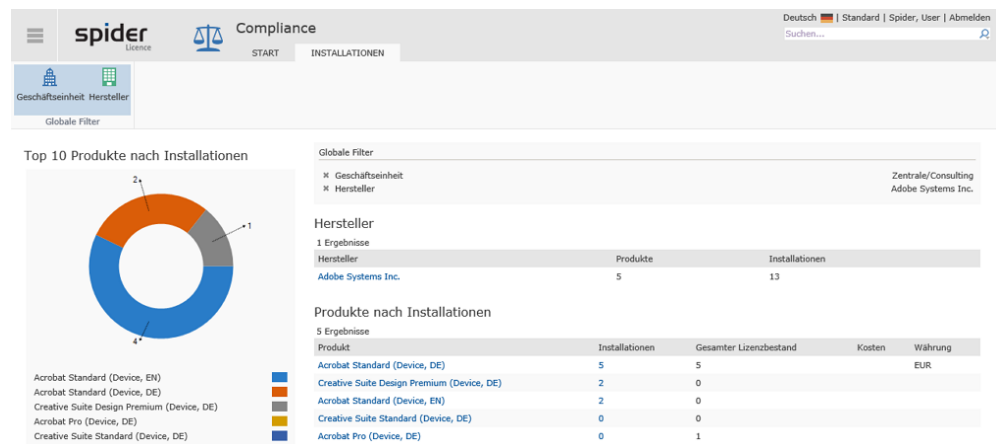 Deutsch | Standard | Spider, User | Abmelden
spider
Licence
Compliance
Suchen...
START INSTALLATIONEN
Geschäftseinheit Hersteller
Globale Filter
Top 10 Produkte nach Installationen
2
1
4
Acrobat Standard (Device, EN)
Acrobat Standard (Device, DE)
Creative Suite Design Premium (Device, DE)
Acrobat Pro (Device, DE)
Creative Suite Standard (Device, DE)
Globale Filter
Geschäftseinheit Zentrale/Consulting
Hersteller Adobe Systems Inc.
Hersteller
1 Ergebnisse
Hersteller Produkte Installationen
Adobe Systems Inc. 5 13
Produkte nach Installationen
5 Ergebnisse
Produkt Installationen Gesamter Lizenzbestand Kosten Währung
Acrobat Standard (Device, DE) 5 5 EUR
Creative Suite Design Premium (Device, DE) 2 0
Acrobat Standard (Device, EN) 2 0
Creative Suite Standard (Device, DE) 0 0
Acrobat Pro (Device, DE) 0 1